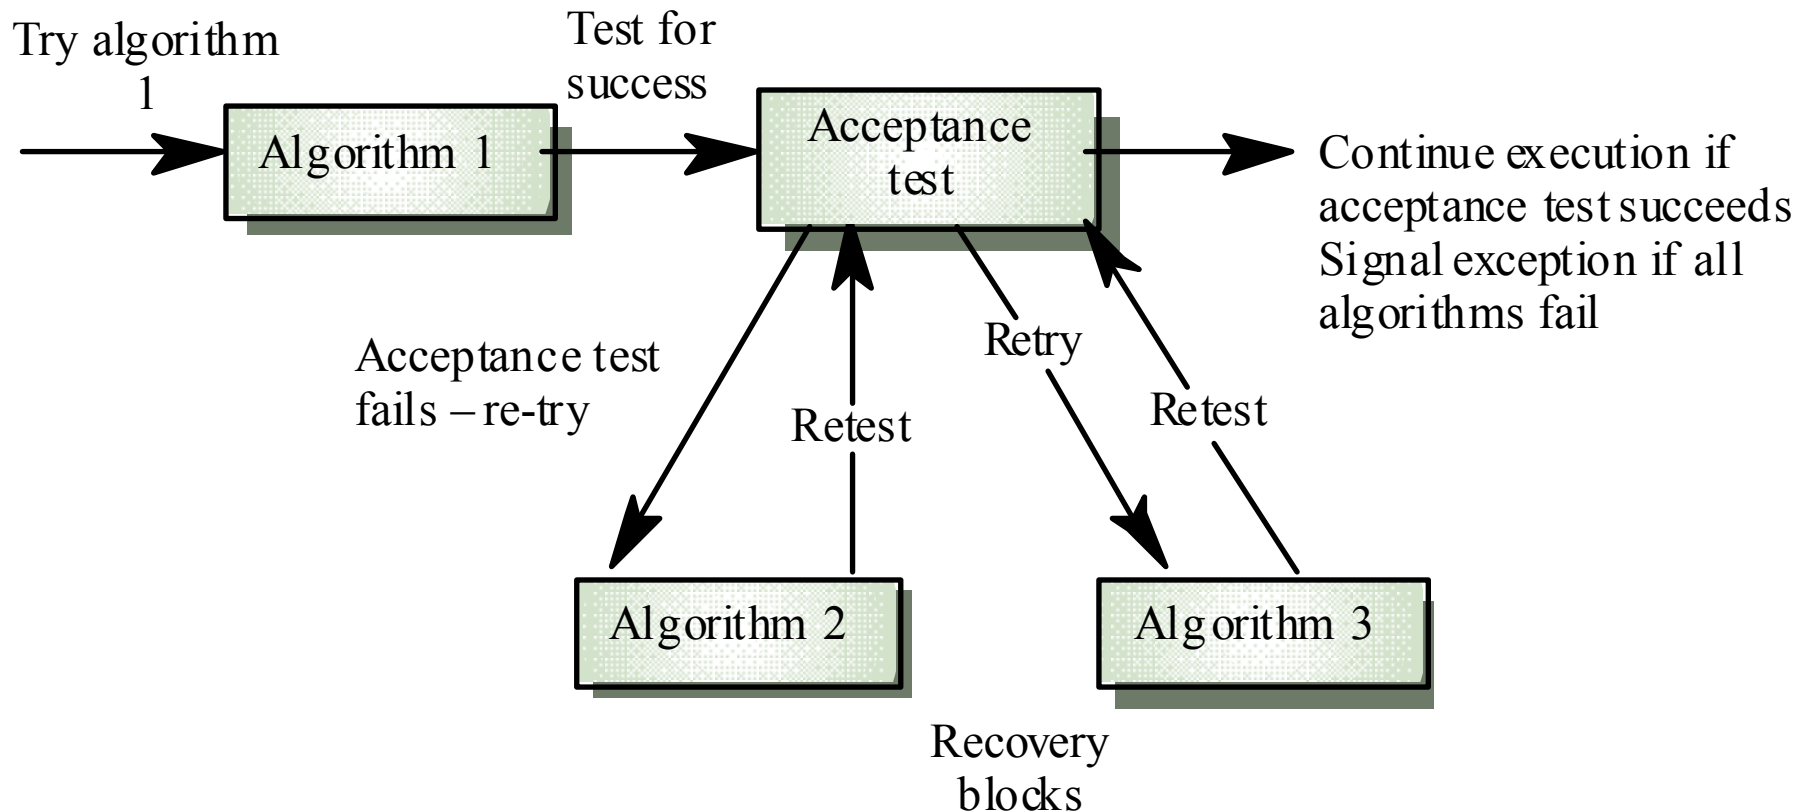 Try algorithm
1
Test for
success
Algorithm 1
Acceptance
test
Continue execution if
acceptance test succeeds
Signal exception if all
algorithms fail
Acceptance test
fails – re-try
Retest
Retry
Retest
Algorithm 2
Algorithm 3
Recovery
blocks